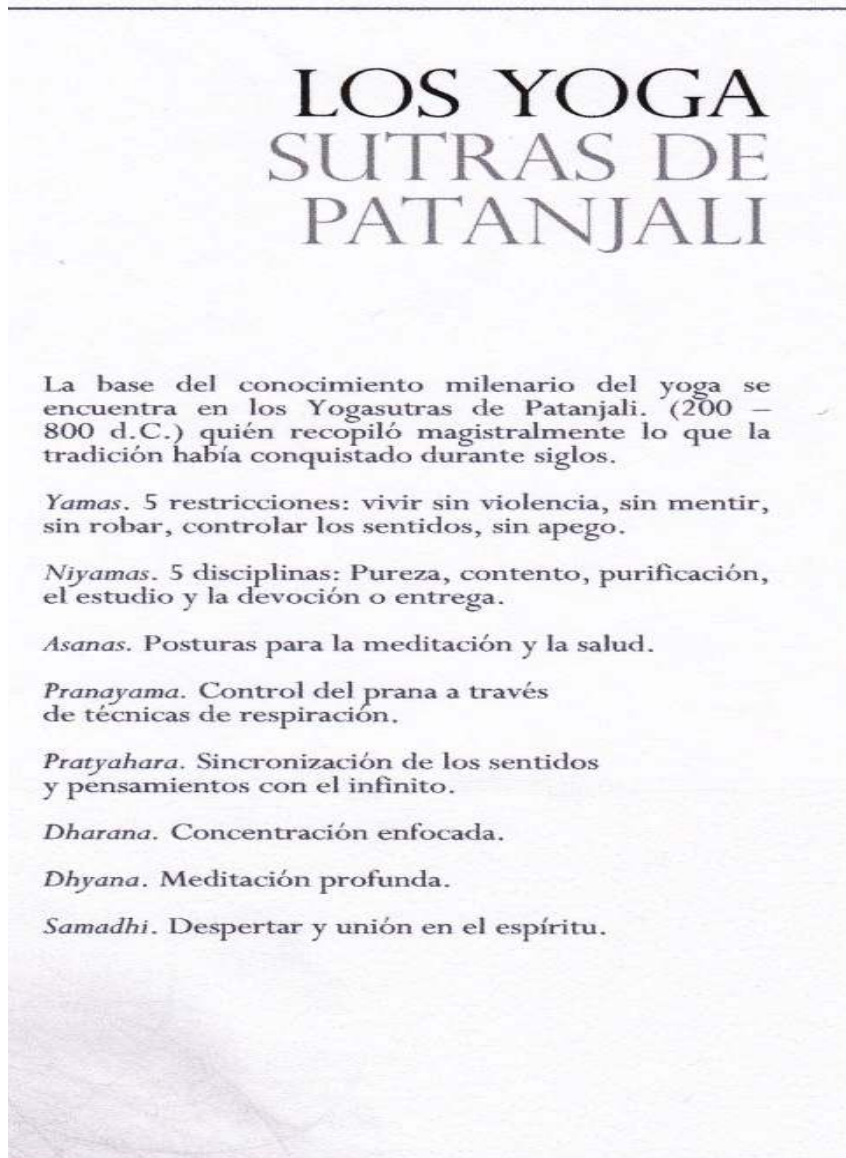 LOS YOGA
SUTRAS DE
PATANJALI
La base del conocimiento milenario del yoga se
encuentra en los Yogasutras de Patanjali. (200 –
800 d.C.) quién recopiló magistralmente lo que la
tradición había conquistado durante siglos.
Yamas. 5 restricciones: vivir sin violencia, sin mentir,
sin robar, controlar los sentidos, sin apego.
Niyamas. 5 disciplinas: Pureza, contento, purificación,
el estudio y la devoción o entrega.
Asanas. Posturas para la meditación y la salud.
Pranayama. Control del prana a través
de técnicas de respiración.
Pratyahara. Sincronización de los sentidos
y pensamientos con el infinito.
Dharana. Concentración enfocada.
Dhyana. Meditación profunda.
Samadhi. Despertar y unión en el espíritu.